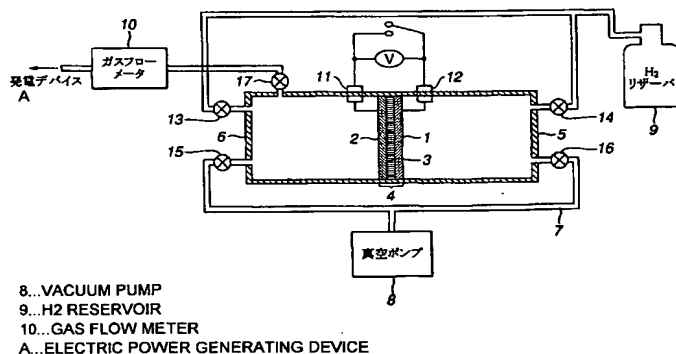 10
ガスフロー
メータ
発電デバイス
A
17
11
V
12
H2
リザーバ
9
13
14
6
2
1
5
3
15
16
4
7
真空ポンプ
8
8...VACUUM PUMP
9...H2 RESERVOIR
10...GAS FLOW METER
A...ELECTRIC POWER GENERATING DEVICE